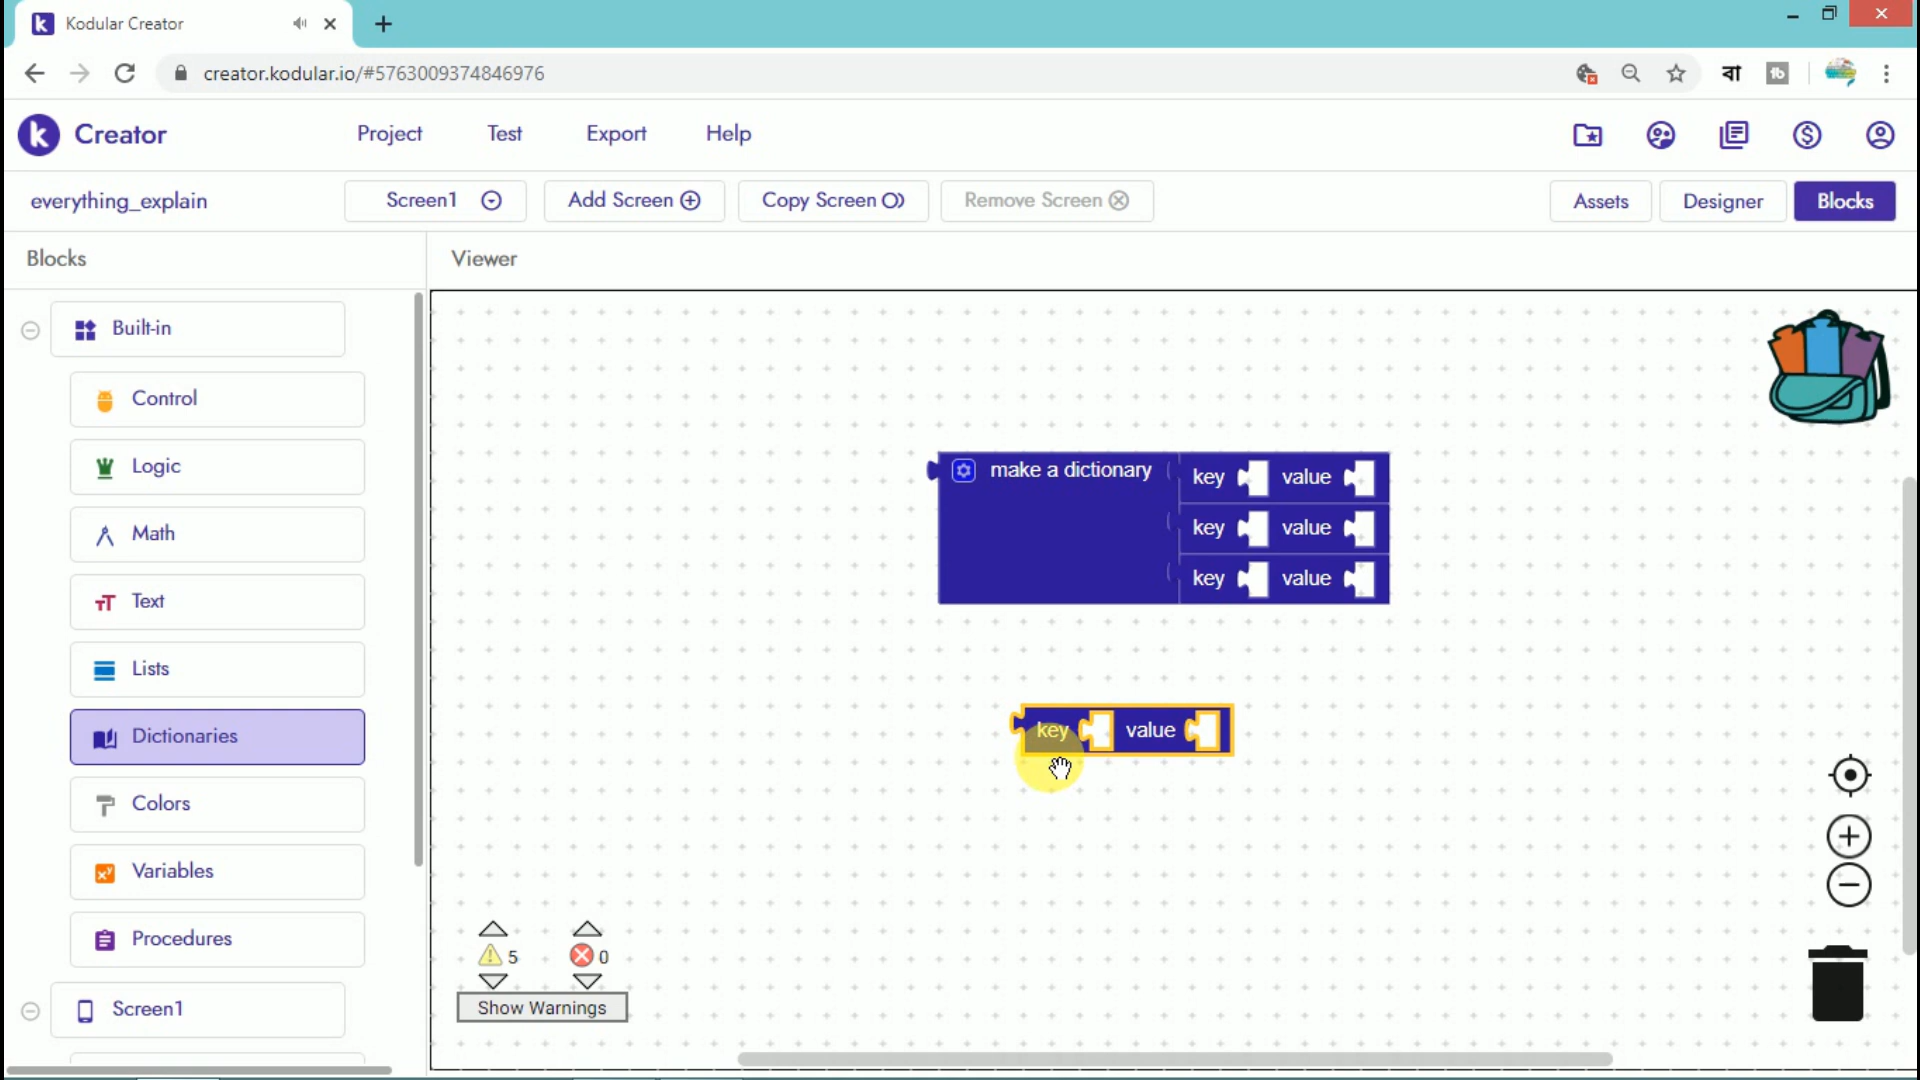 Kodular Creator
creator.kodular.io/#5763009374846976
বা
tb
k Creator
Project Test Export Help
everything_explain
Screen1 Add Screen Copy Screen Remove Screen
Assets Designer Blocks
Blocks
Viewer
Built-in
Control
Logic
Math
Text
Lists
Dictionaries
Colors
Variables
Procedures
Screen1
make a dictionary key value
key value
key value
key value
5 0
Show Warnings